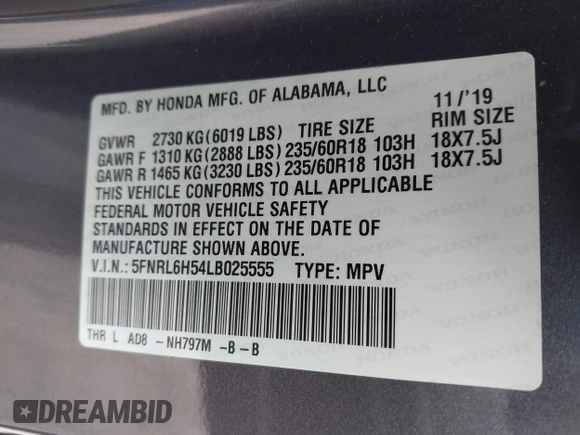 MFD. BY HONDA MFG. OF ALABAMA, LLC 11/'19
GVWR 2730 KG (6019 LBS) TIRE SIZE RIM SIZE
GAWR F 1310 KG (2888 LBS) 235/60R18 103H 18X7.5J
GAWR R 1465 KG (3230 LBS) 235/60R18 103H 18X7.5J
THIS VEHICLE CONFORMS TO ALL APPLICABLE
FEDERAL MOTOR VEHICLE SAFETY
STANDARDS IN EFFECT ON THE DATE OF
MANUFACTURE SHOWN ABOVE.
V.I.N.: 5FNRL6H54LB025555 TYPE: MPV
THR L AD8 - NH797M -B - B
DREAMBID